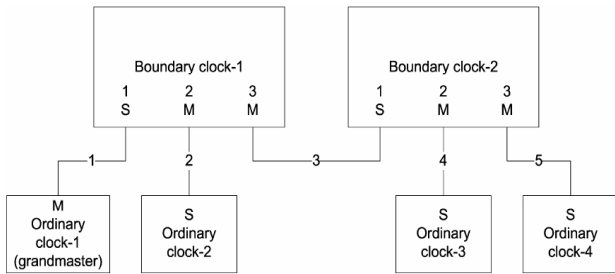 Boundary clock-1
Boundary clock-2
1 2 3
S M M
1 2 3
S M M
1
2
3
4
5
M
Ordinary
clock-1
(grandmaster)
S
Ordinary
clock-2
S
Ordinary
clock-3
S
Ordinary
clock-4